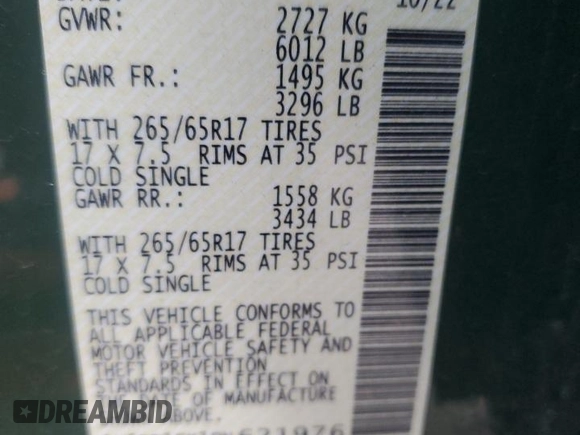 10/22
GVWR: 2727 KG
6012 LB
GAWR FR.: 1495 KG
3296 LB
WITH 265/65R17 TIRES
17 X 7.5 RIMS AT 35 PSI
COLD SINGLE
GAWR RR.: 1558 KG
3434 LB
WITH 265/65R17 TIRES
17 X 7.5 RIMS AT 35 PSI
COLD SINGLE
THIS VEHICLE CONFORMS TO
ALL APPLICABLE FEDERAL
MOTOR VEHICLE SAFETY AND
THEFT PREVENTION
STANDARDS IN EFFECT ON
ABOVE.
DREAMBID